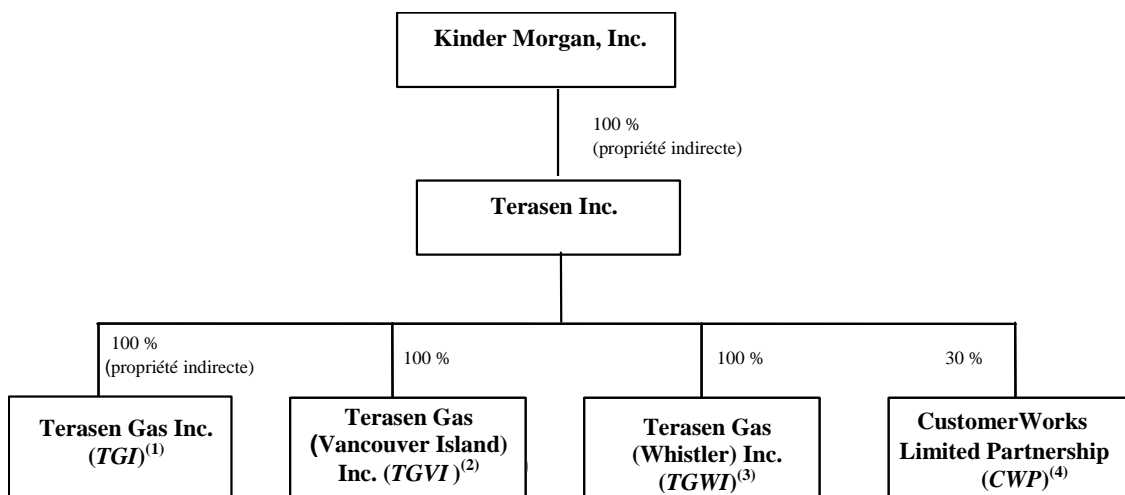 Kinder Morgan, Inc.
100 %
(propriété indirecte)
Terasen Inc.
100 %
(propriété indirecte)
100 %
100 %
30 %
Terasen Gas Inc.
(TGI)(1)
Terasen Gas
(Vancouver Island)
Inc. (TGVI )(2)
Terasen Gas
(Whistler) Inc.
(TGWI)(3)
CustomerWorks
Limited Partnership
(CWP)(4)